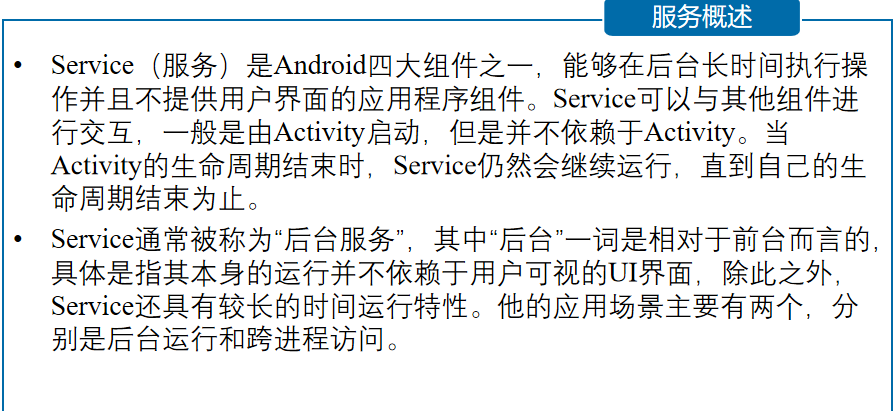 服务概述
• Service（服务）是Android四大组件之一，能够在后台长时间执行操
作并且不提供用户界面的应用程序组件。Service可以与其他组件进
行交互，一般是由Activity启动，但是并不依赖于Activity。当
Activity的生命周期结束时，Service仍然会继续运行，直到自己的生
命周期结束为止。
• Service通常被称为“后台服务”，其中“后台”一词是相对于前台而言的，
具体是指其本身的运行并不依赖于用户可视的UI界面，除此之外，
Service还具有较长的时间运行特性。他的应用场景主要有两个，分
别是后台运行和跨进程访问。